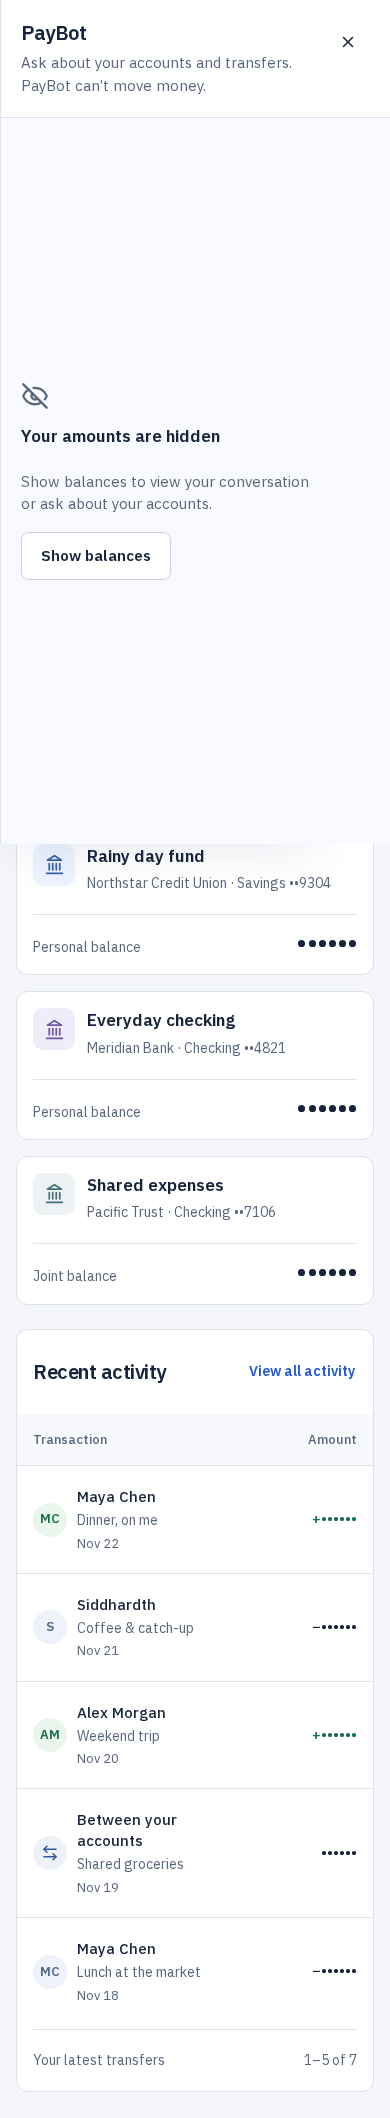 PayBot
Ask about your accounts and transfers.
PayBot can’t move money.
Your amounts are hidden
Show balances to view your conversation
or ask about your accounts.
Show balances
Rainy day fund
Northstar Credit Union · Savings ••9304
Personal balance ••••••
Everyday checking
Meridian Bank · Checking ••4821
Personal balance ••••••
Shared expenses
Pacific Trust · Checking ••7106
Joint balance ••••••
Recent activity View all activity
Transaction Amount
MC
Maya Chen
Dinner, on me
Nov 22
+••••••
S
Siddhardth
Coffee & catch-up
Nov 21
−••••••
AM
Alex Morgan
Weekend trip
Nov 20
+••••••
Between your
accounts
Shared groceries
Nov 19
••••••
MC
Maya Chen
Lunch at the market
Nov 18
−••••••
Your latest transfers 1–5 of 7